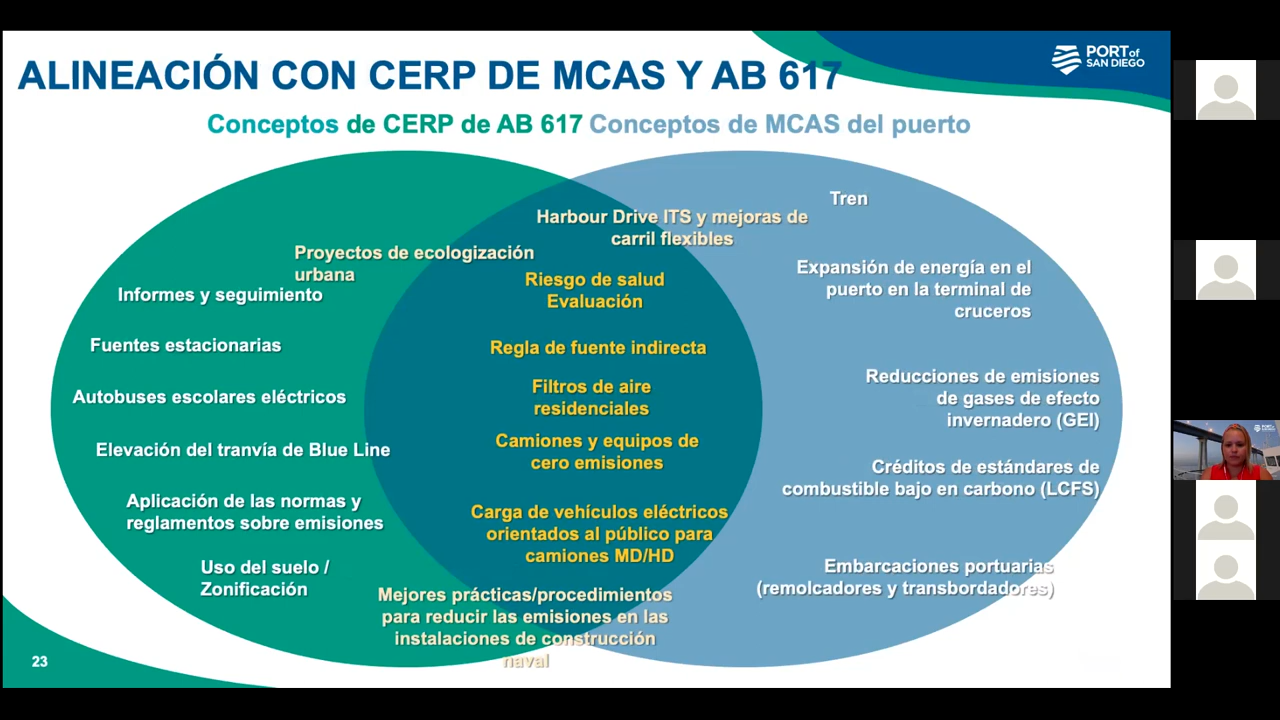 ALINEACIÓN CON CERP DE MCAS Y AB 617
PORT of
SAN DIEGO
Conceptos de CERP de AB 617 Conceptos de MCAS del puerto
Proyectos de ecologización
urbana
Informes y seguimiento
Fuentes estacionarias
Autobuses escolares eléctricos
Elevación del tranvía de Blue Line
Aplicación de las normas y
reglamentos sobre emisiones
Uso del suelo /
Zonificación
Harbour Drive ITS y mejoras de
carril flexibles
Riesgo de salud
Evaluación
Regla de fuente indirecta
Filtros de aire
residenciales
Camiones y equipos de
cero emisiones
Carga de vehículos eléctricos
orientados al público para
camiones MD/HD
Mejores prácticas/procedimientos
para reducir las emisiones en las
instalaciones de construcción
naval
Tren
Expansión de energía en el
puerto en la terminal de
cruceros
Reducciones de emisiones
de gases de efecto
invernadero (GEI)
Créditos de estándares de
combustible bajo en carbono (LCFS)
Embarcaciones portuarias
(remolcadores y transbordadores)
23